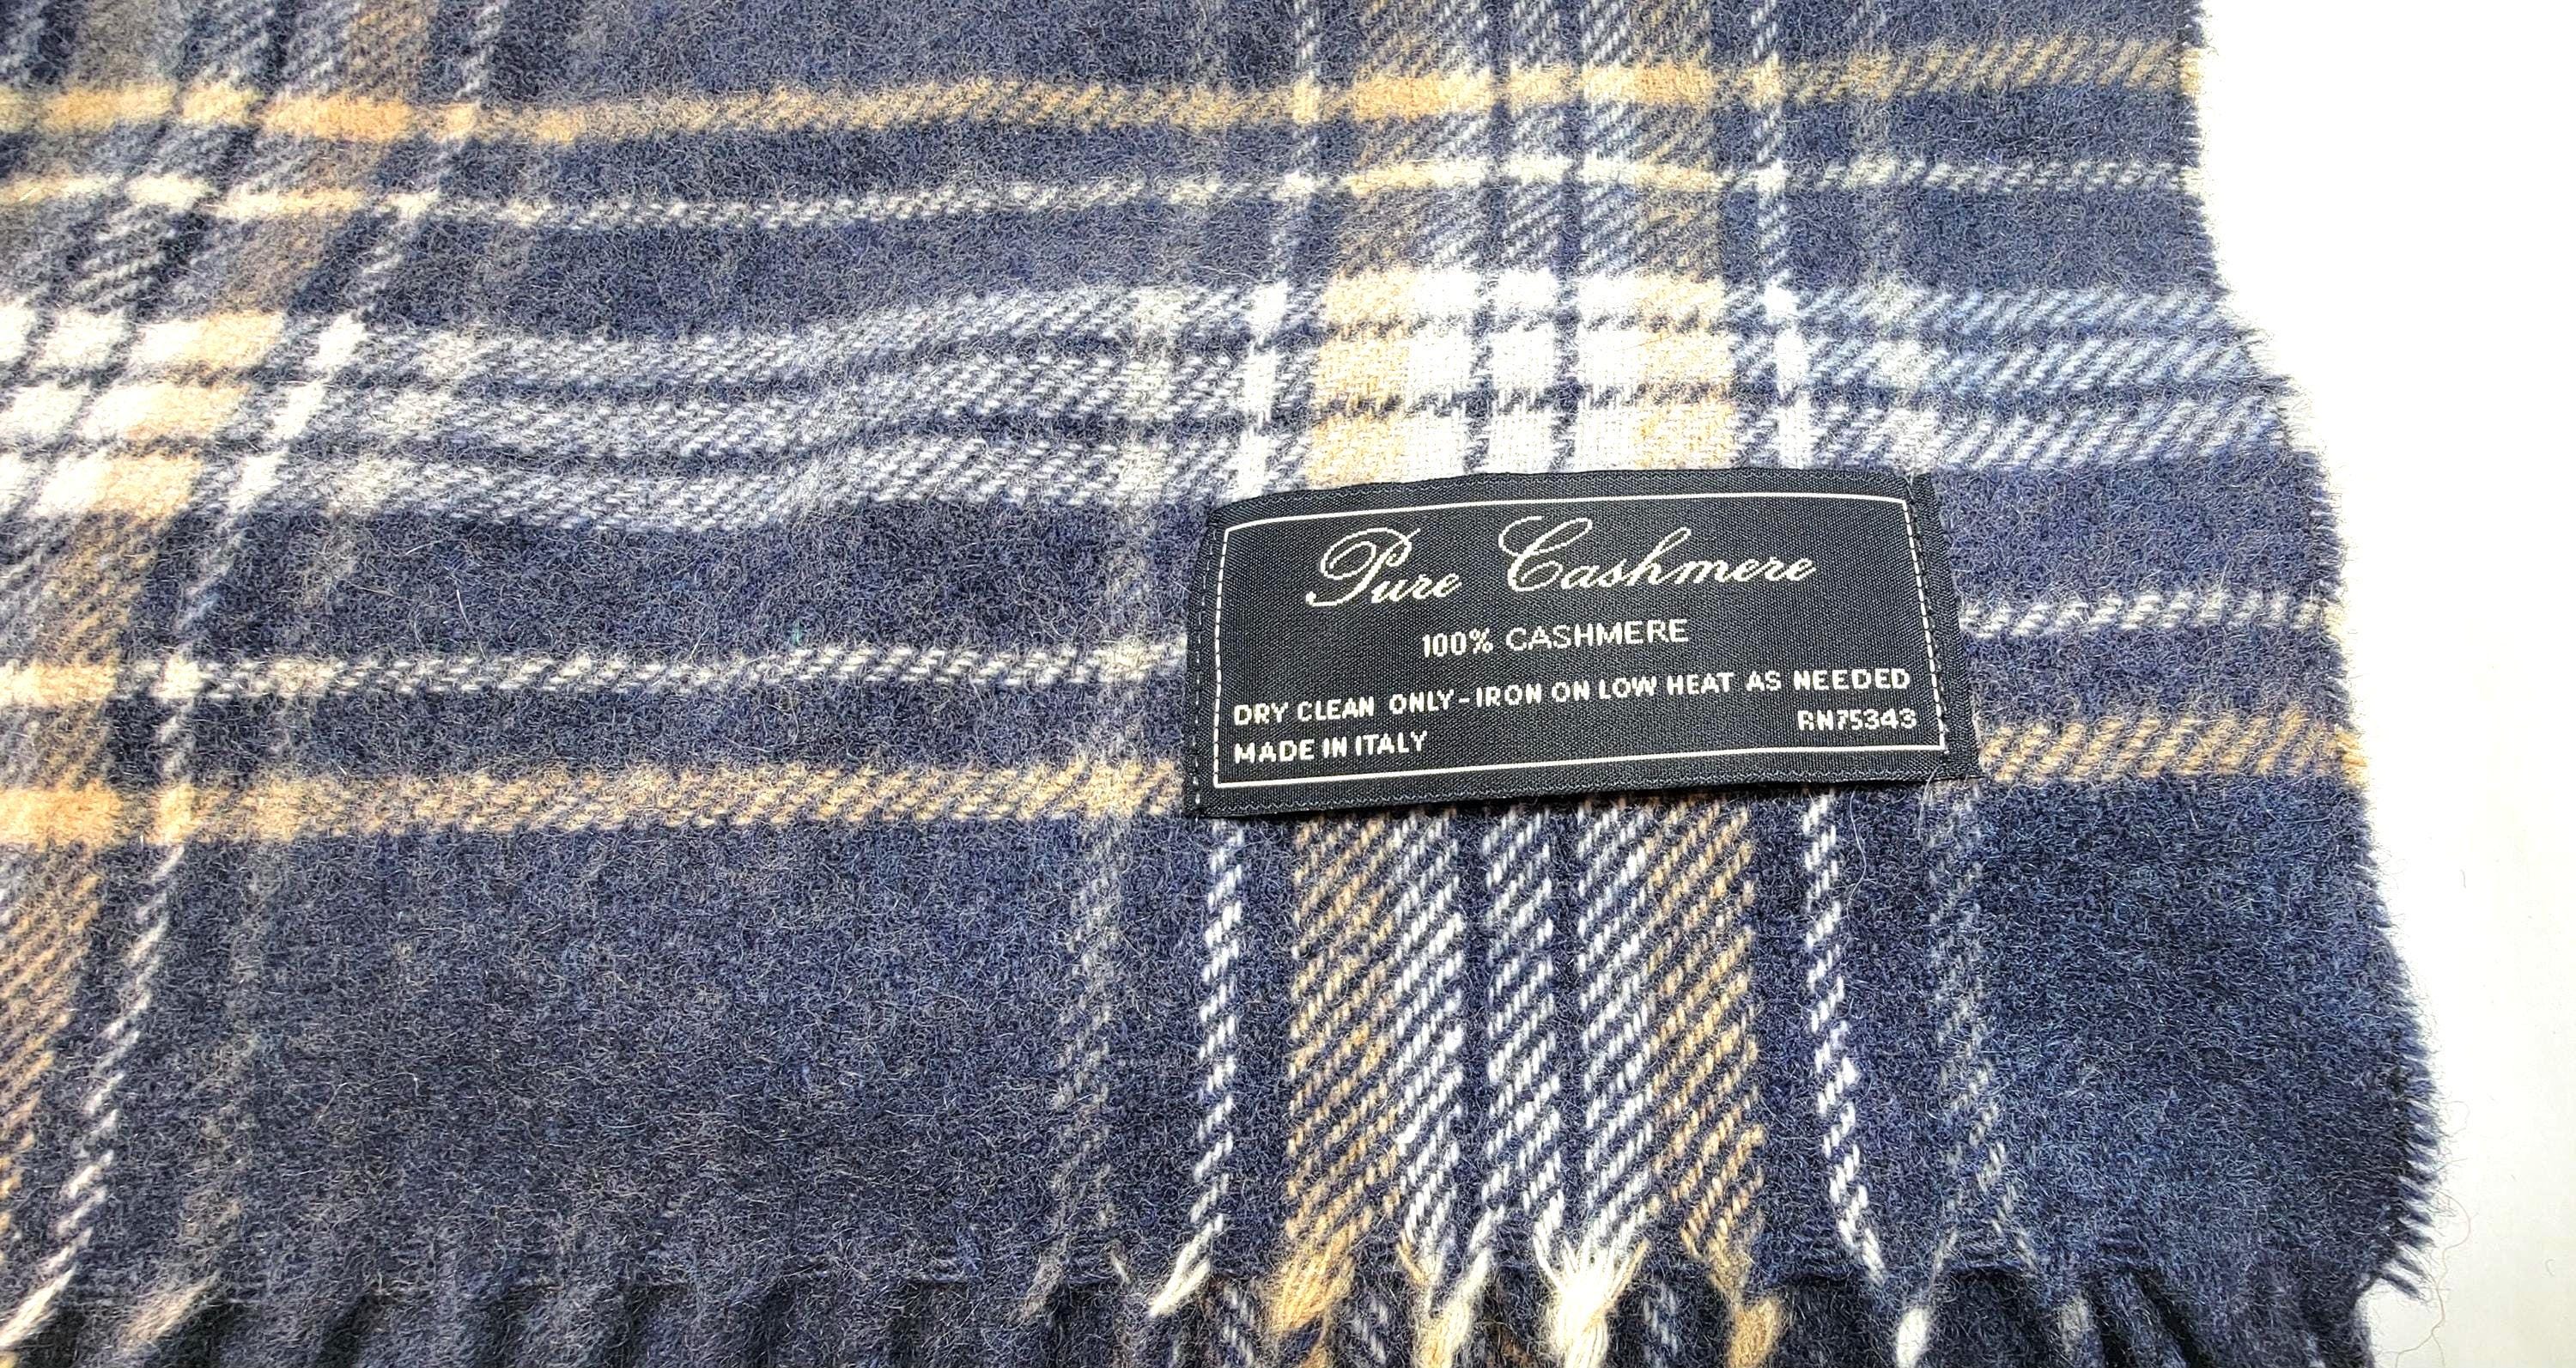 Pure Cashmere
100% CASHMERE
DRY CLEAN ONLY-IRON ON LOW HEAT AS NEEDED
RN75343
MADE IN ITALY